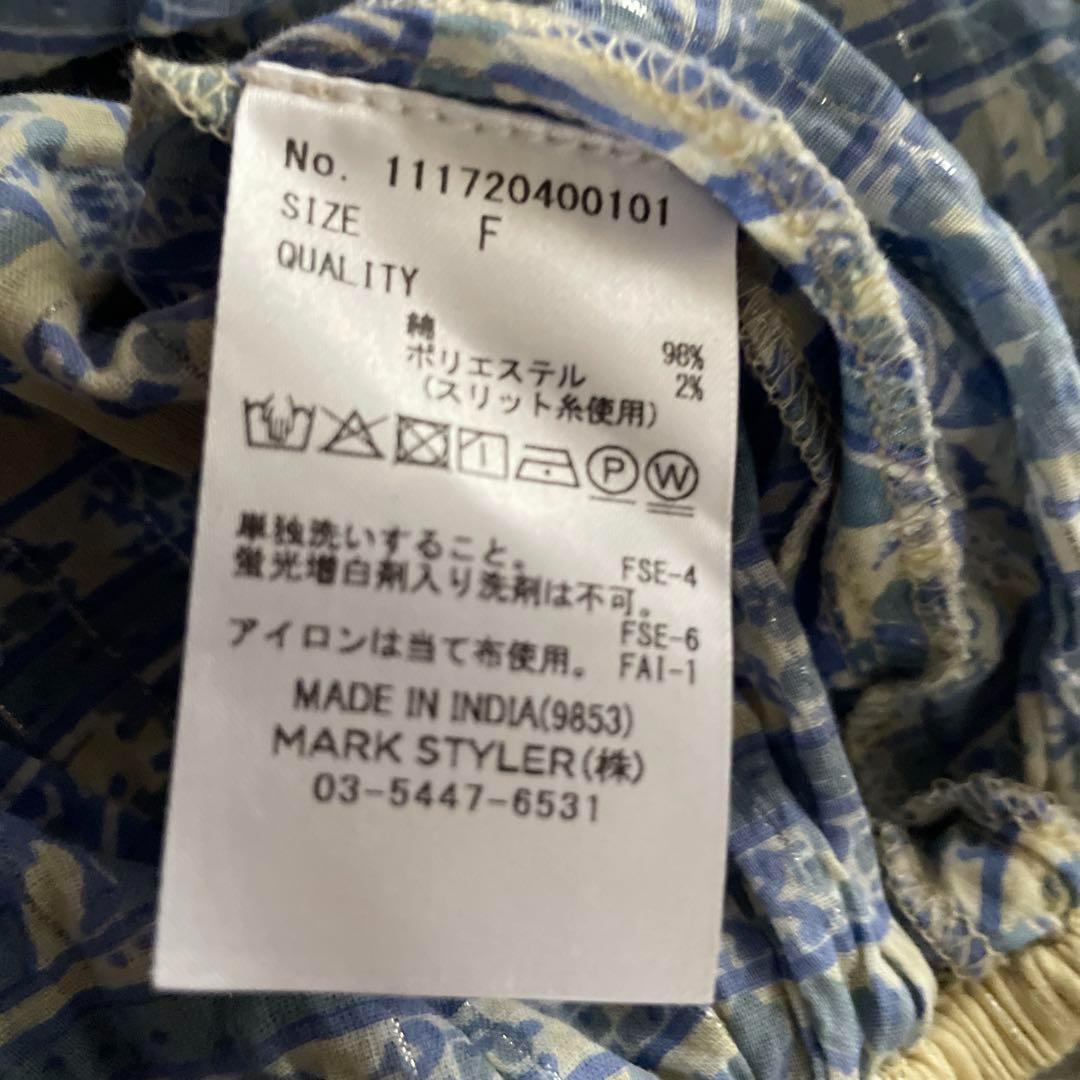 No. 111720400101
SIZE F
QUALITY
綿 98%
ポリエステル 2%
(スリット糸使用)
P W
単独洗いすること。 FSE-4
蛍光増白剤入り洗剤は不可。
FSE-6
アイロンは当て布使用。 FAI-1
MADE IN INDIA(9853)
MARK STYLER(株)
03-5447-6531